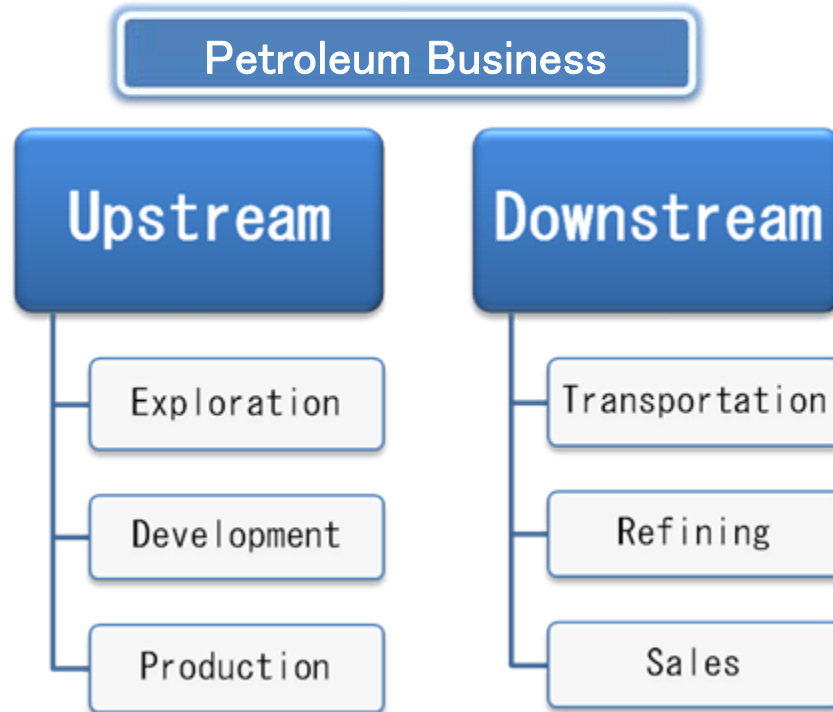 Petroleum Business
Upstream
Exploration
Development
Production
Downstream
Transportation
Refining
Sales